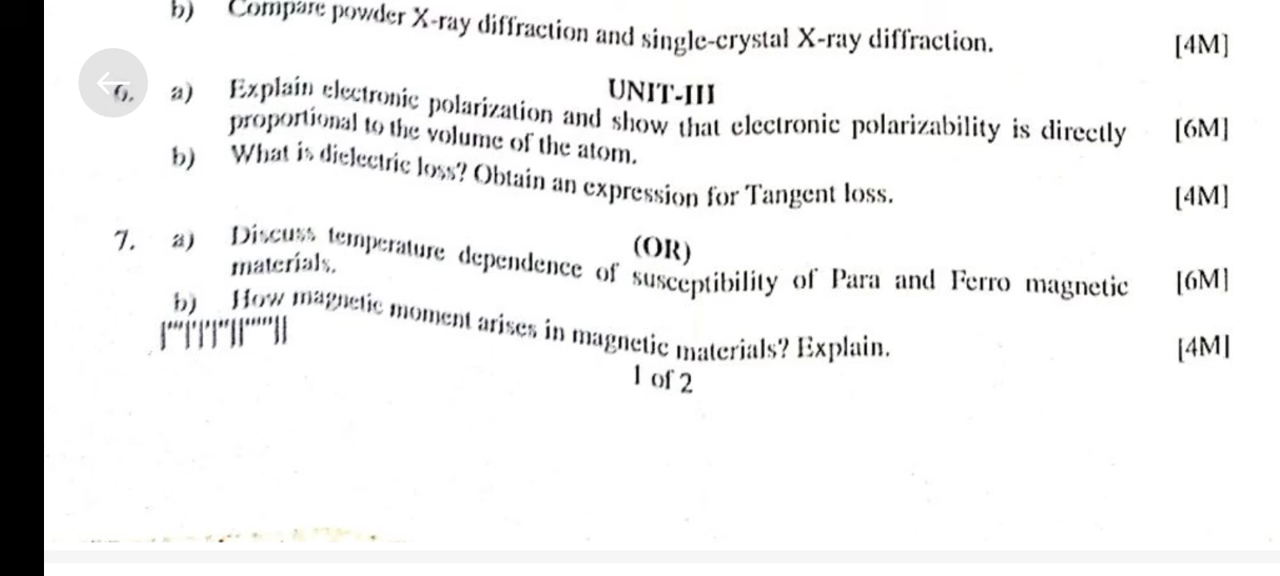 b) Compare powder X-ray diffraction and single-crystal X-ray diffraction. [4M]
UNIT-III
6. a) Explain electronic polarization and show that electronic polarizability is directly [6M]
proportional to the volume of the atom.
b) What is dielectric loss? Obtain an expression for Tangent loss. [4M]
(OR)
7. a) Discuss temperature dependence of susceptibility of Para and Ferro magnetic [6M]
materials.
b) How magnetic moment arises in magnetic materials? Explain. [4M]
1 of 2